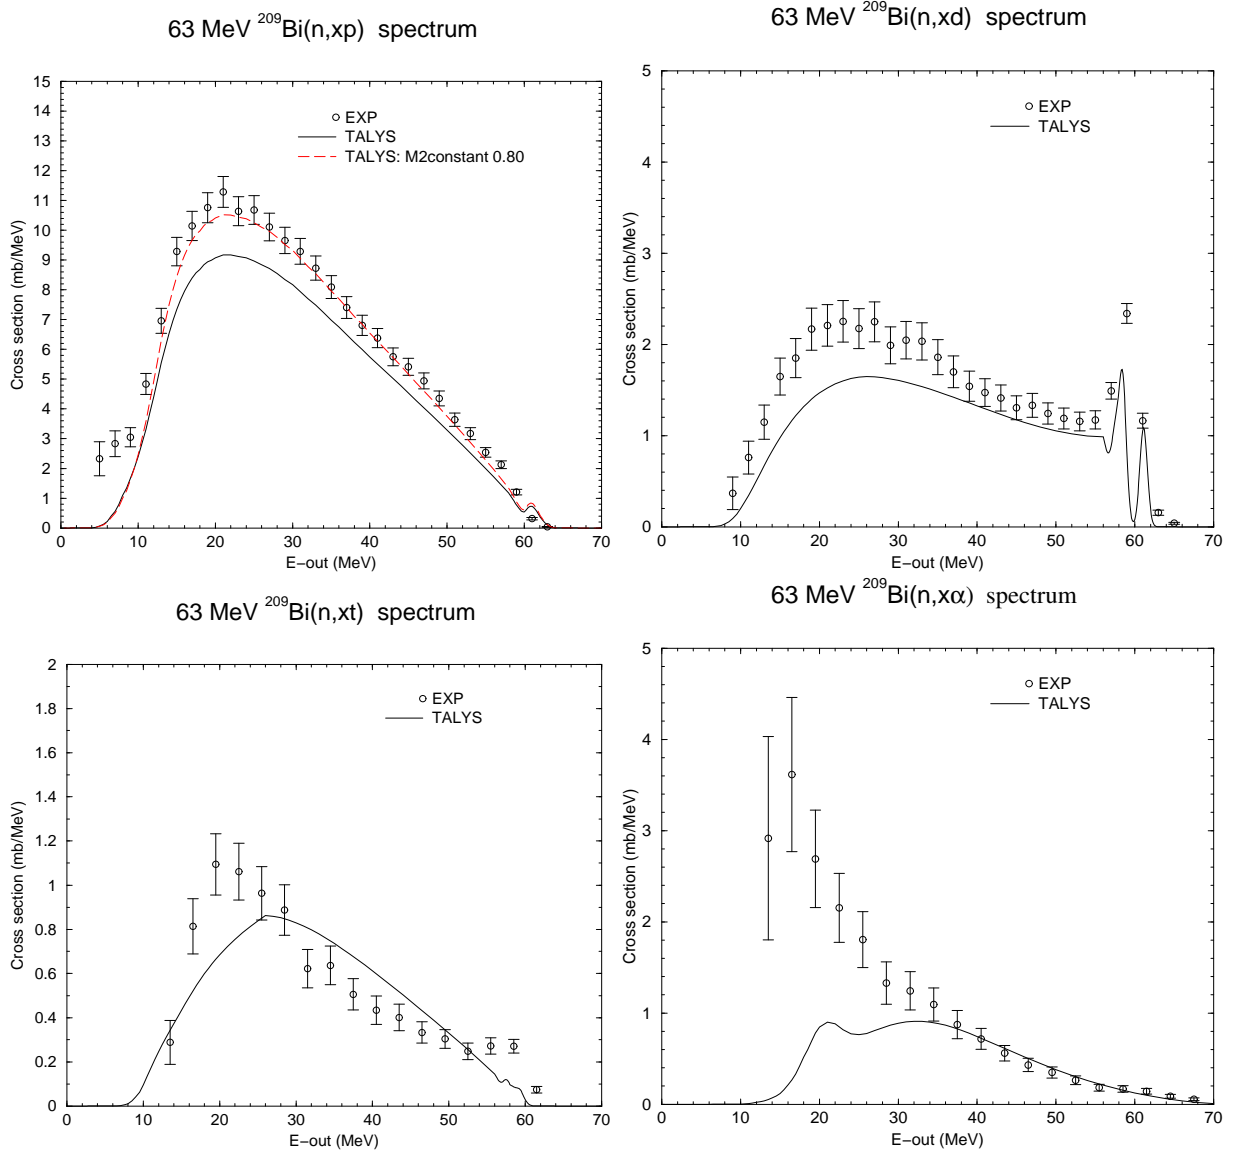 63 MeV ²⁰⁹Bi(n,xp) spectrum
15
14
13
12
11
10
9
8
7
6
5
4
3
2
1
0
Cross section (mb/MeV)
EXP
TALYS
TALYS: M2constant 0.80
0 10 20 30 40 50 60 70
E−out (MeV)
63 MeV ²⁰⁹Bi(n,xd) spectrum
5
4
3
2
1
0
Cross section (mb/MeV)
EXP
TALYS
0 10 20 30 40 50 60 70
E−out (MeV)
63 MeV ²⁰⁹Bi(n,xt) spectrum
2
1.8
1.6
1.4
1.2
1
0.8
0.6
0.4
0.2
0
Cross section (mb/MeV)
EXP
TALYS
0 10 20 30 40 50 60 70
E−out (MeV)
63 MeV ²⁰⁹Bi(n,xα) spectrum
5
4
3
2
1
0
Cross section (mb/MeV)
EXP
TALYS
0 10 20 30 40 50 60 70
E−out (MeV)